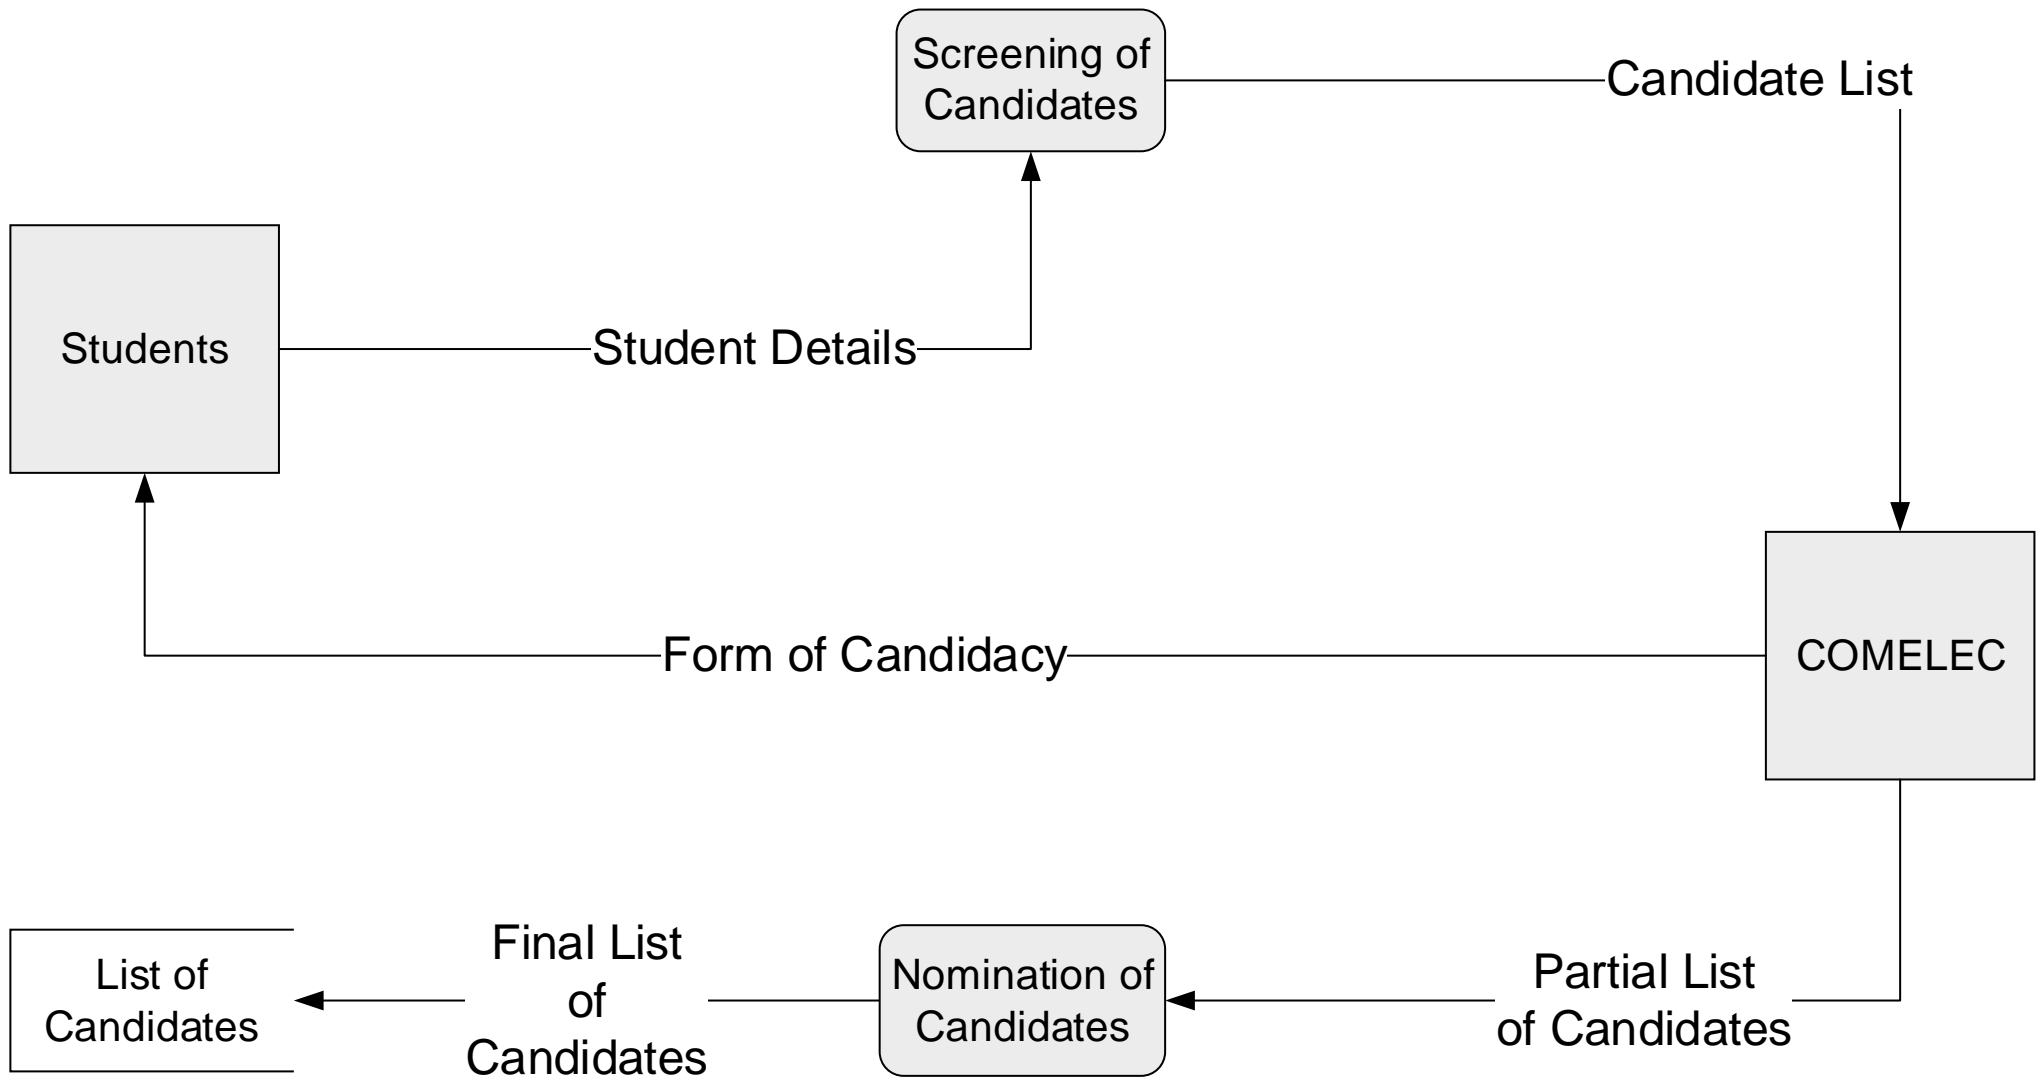 Screening of
Candidates
Candidate List
Students
Student Details
Form of Candidacy
COMELEC
List of
Candidates
Final List
of
Candidates
Nomination of
Candidates
Partial List
of Candidates